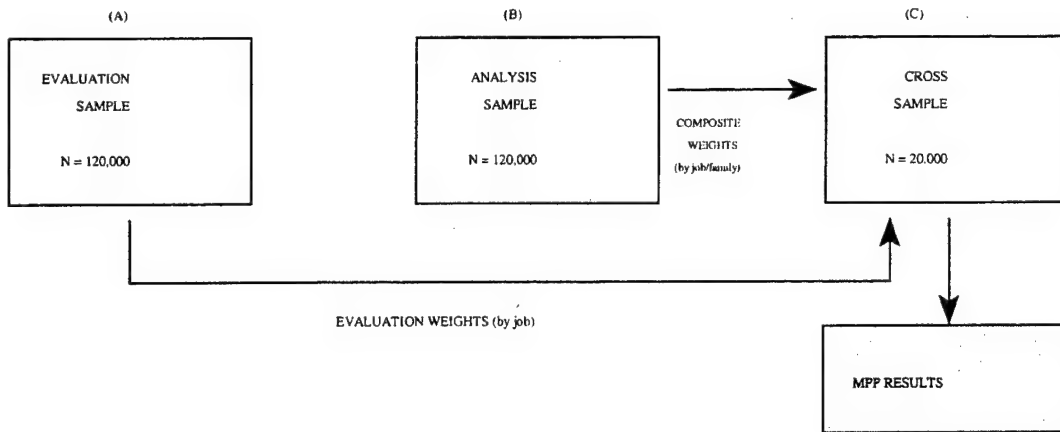 (A)
(B)
(C)
EVALUATION
SAMPLE
N = 120,000
ANALYSIS
SAMPLE
N = 120,000
COMPOSITE
WEIGHTS
(by job/family)
CROSS
SAMPLE
N = 20.000
EVALUATION WEIGHTS (by job)
MPP RESULTS